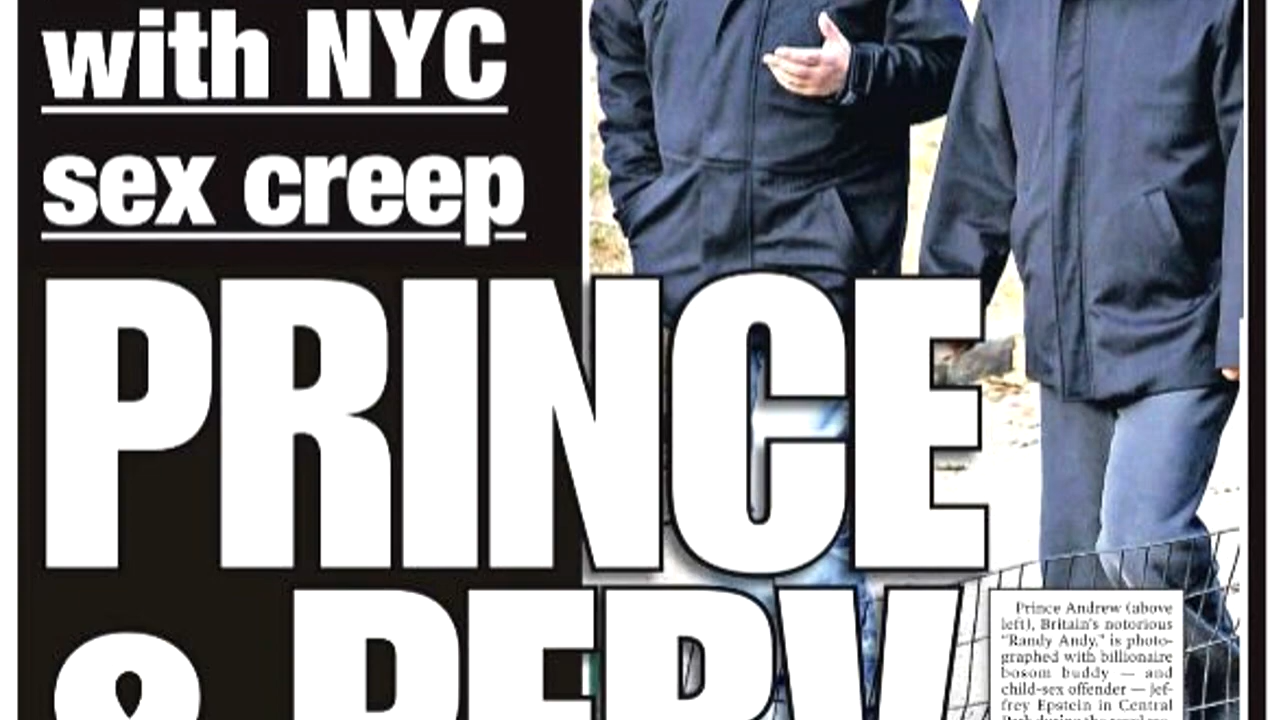 with NYC
sex creep
PRINCE
& PERV
Prince Andrew (above
left), Britain's notorious
"Randy Andy," is photo-
graphed with billionaire
bosom buddy — and
child-sex offender — Jef-
frey Epstein in Central